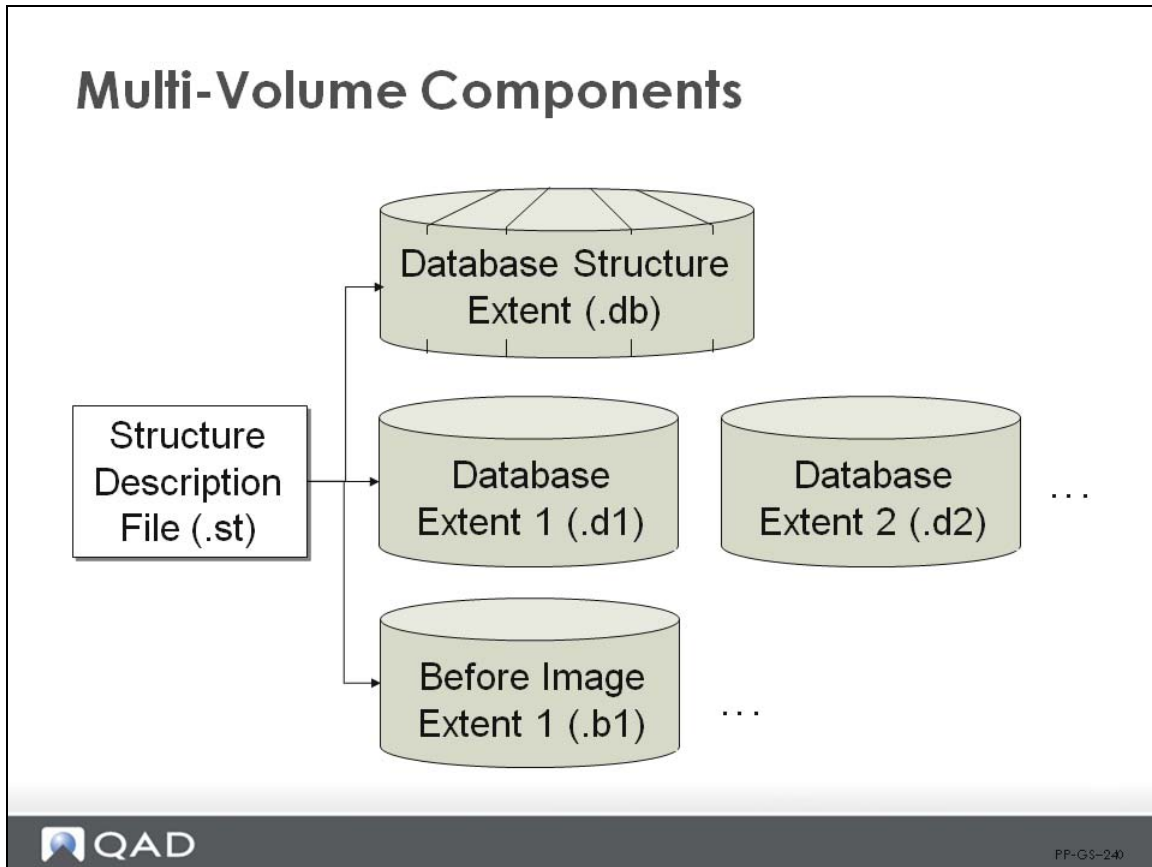 Multi-Volume Components
Database Structure
Extent (.db)
Structure
Description
File (.st)
Database
Extent 1 (.d1)
Database
Extent 2 (.d2)
...
Before Image
Extent 1 (.b1)
...
QAD
PP-GS-240